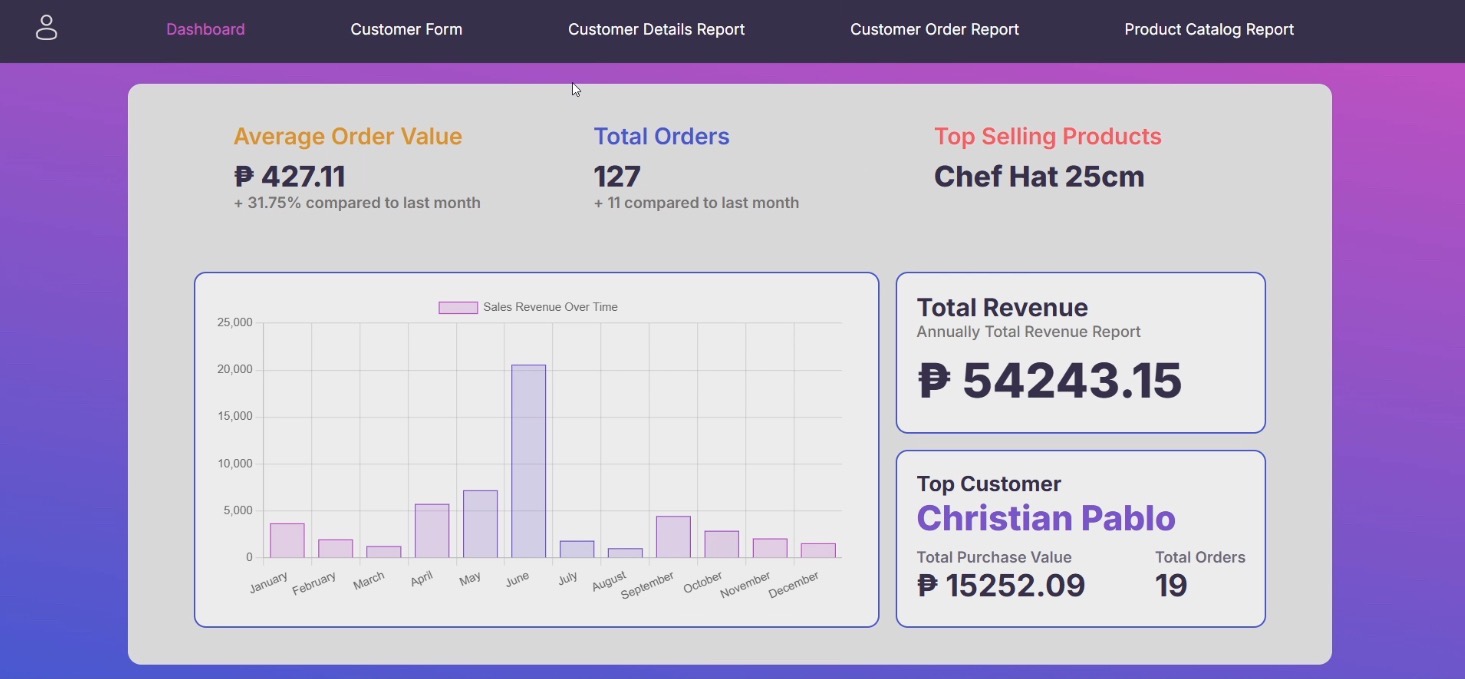 Dashboard
Customer Form
Customer Details Report
Customer Order Report
Product Catalog Report
Average Order Value
₱ 427.11
+ 31.75% compared to last month
Total Orders
127
+ 11 compared to last month
Top Selling Products
Chef Hat 25cm
Sales Revenue Over Time
25,000
20,000
15,000
10,000
5,000
0
January
February
March
April
May
June
July
August
September
October
November
December
Total Revenue
Annually Total Revenue Report
₱ 54243.15
Top Customer
Christian Pablo
Total Purchase Value
₱ 15252.09
Total Orders
19